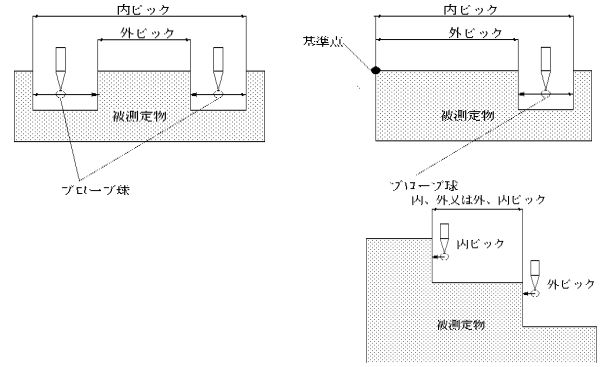 内ピック
外ピック
被測定物
プローブ球
内ピック
外ピック
基準点
被測定物
プローブ球
内、外又は外、内ピック
内ピック
外ピック
被測定物